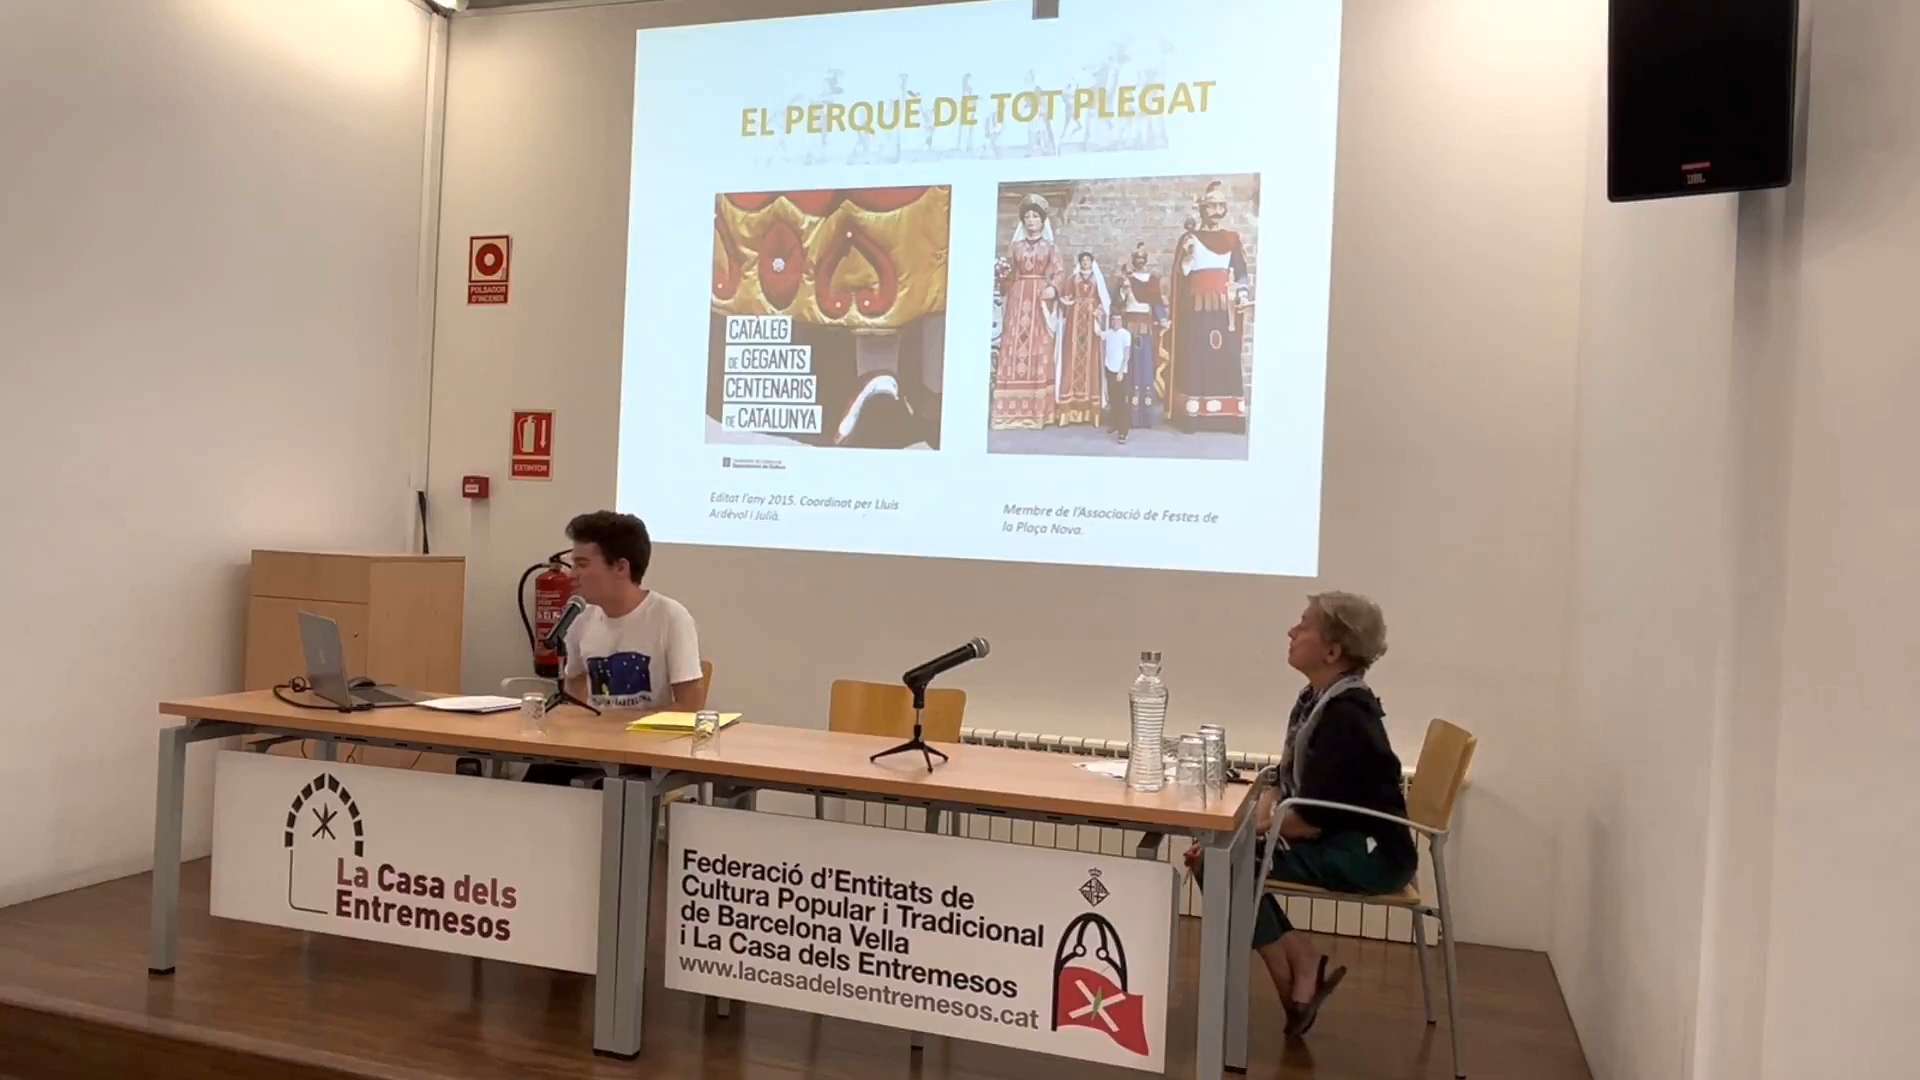 EL PERQUÈ DE TOT PLEGAT
CATÀLEG
DE GEGANTS
CENTENARIS
DE CATALUNYA
Editat l'any 2015. Coordinat per Lluís
Ardèvol i Julià.
Membre de l'Associació de Festes de
la Plaça Nova.
POLSADOR
D'INCENDI
EXTINTOR
JBL
La Casa dels
Entremesos
Federació d'Entitats de
Cultura Popular i Tradicional
de Barcelona Vella
i La Casa dels Entremesos
www.lacasadelsentremesos.cat